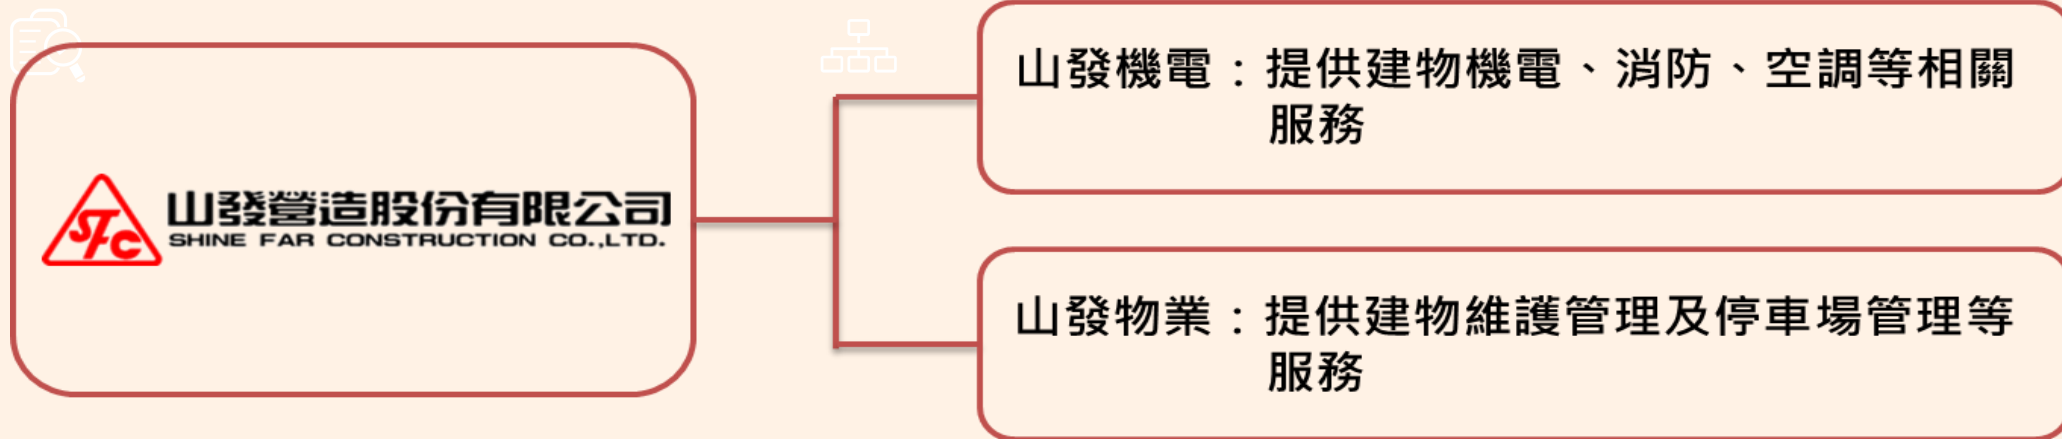 SFC
山發營造股份有限公司
SHINE FAR CONSTRUCTION CO.,LTD.
山發機電：提供建物機電、消防、空調等相關
服務
山發物業：提供建物維護管理及停車場管理等
服務